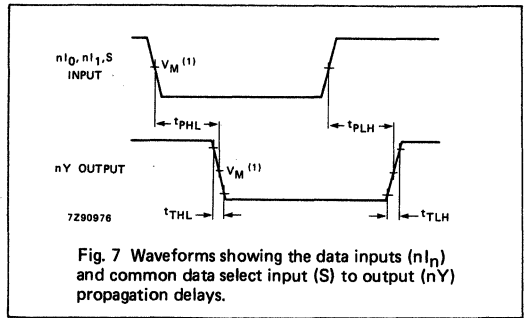 nI0, nI1, S
INPUT
VM (1)
tPHL
tPLH
nY OUTPUT
VM (1)
7Z90976
tTHL
tTLH
Fig. 7 Waveforms showing the data inputs (nIn)
and common data select input (S) to output (nY)
propagation delays.